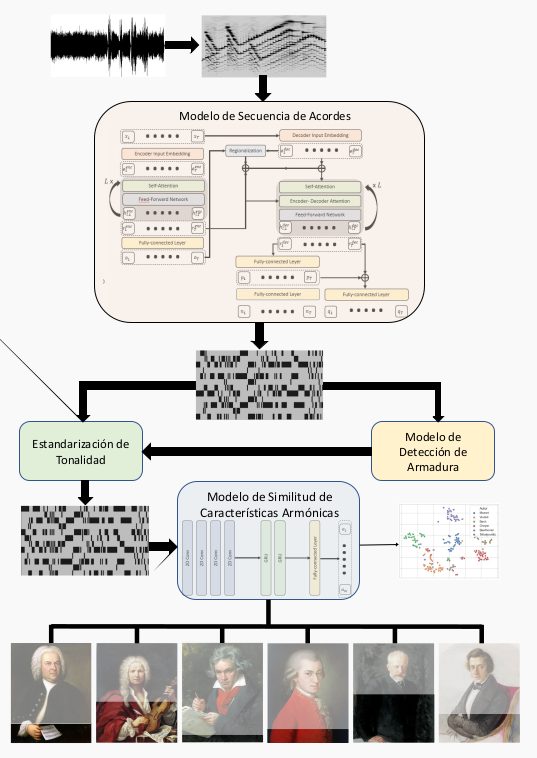 Modelo de Secuencia de Acordes
Decoder Input Embedding
Regionalization
Encoder Input Embedding
Self-Attention
Feed-Forward Network
L ×
Fully-connected Layer
Self-Attention
Encoder- Decoder Attention
Feed-Forward Network
× L
Fully-connected Layer
Fully-connected Layer
Fully-connected Layer
Estandarización de
Tonalidad
Modelo de
Detección de
Armadura
Modelo de Similitud de
Características Armónicas
2D Conv
2D Conv
2D Conv
2D Conv
GRU
GRU
Fully-connected Layer